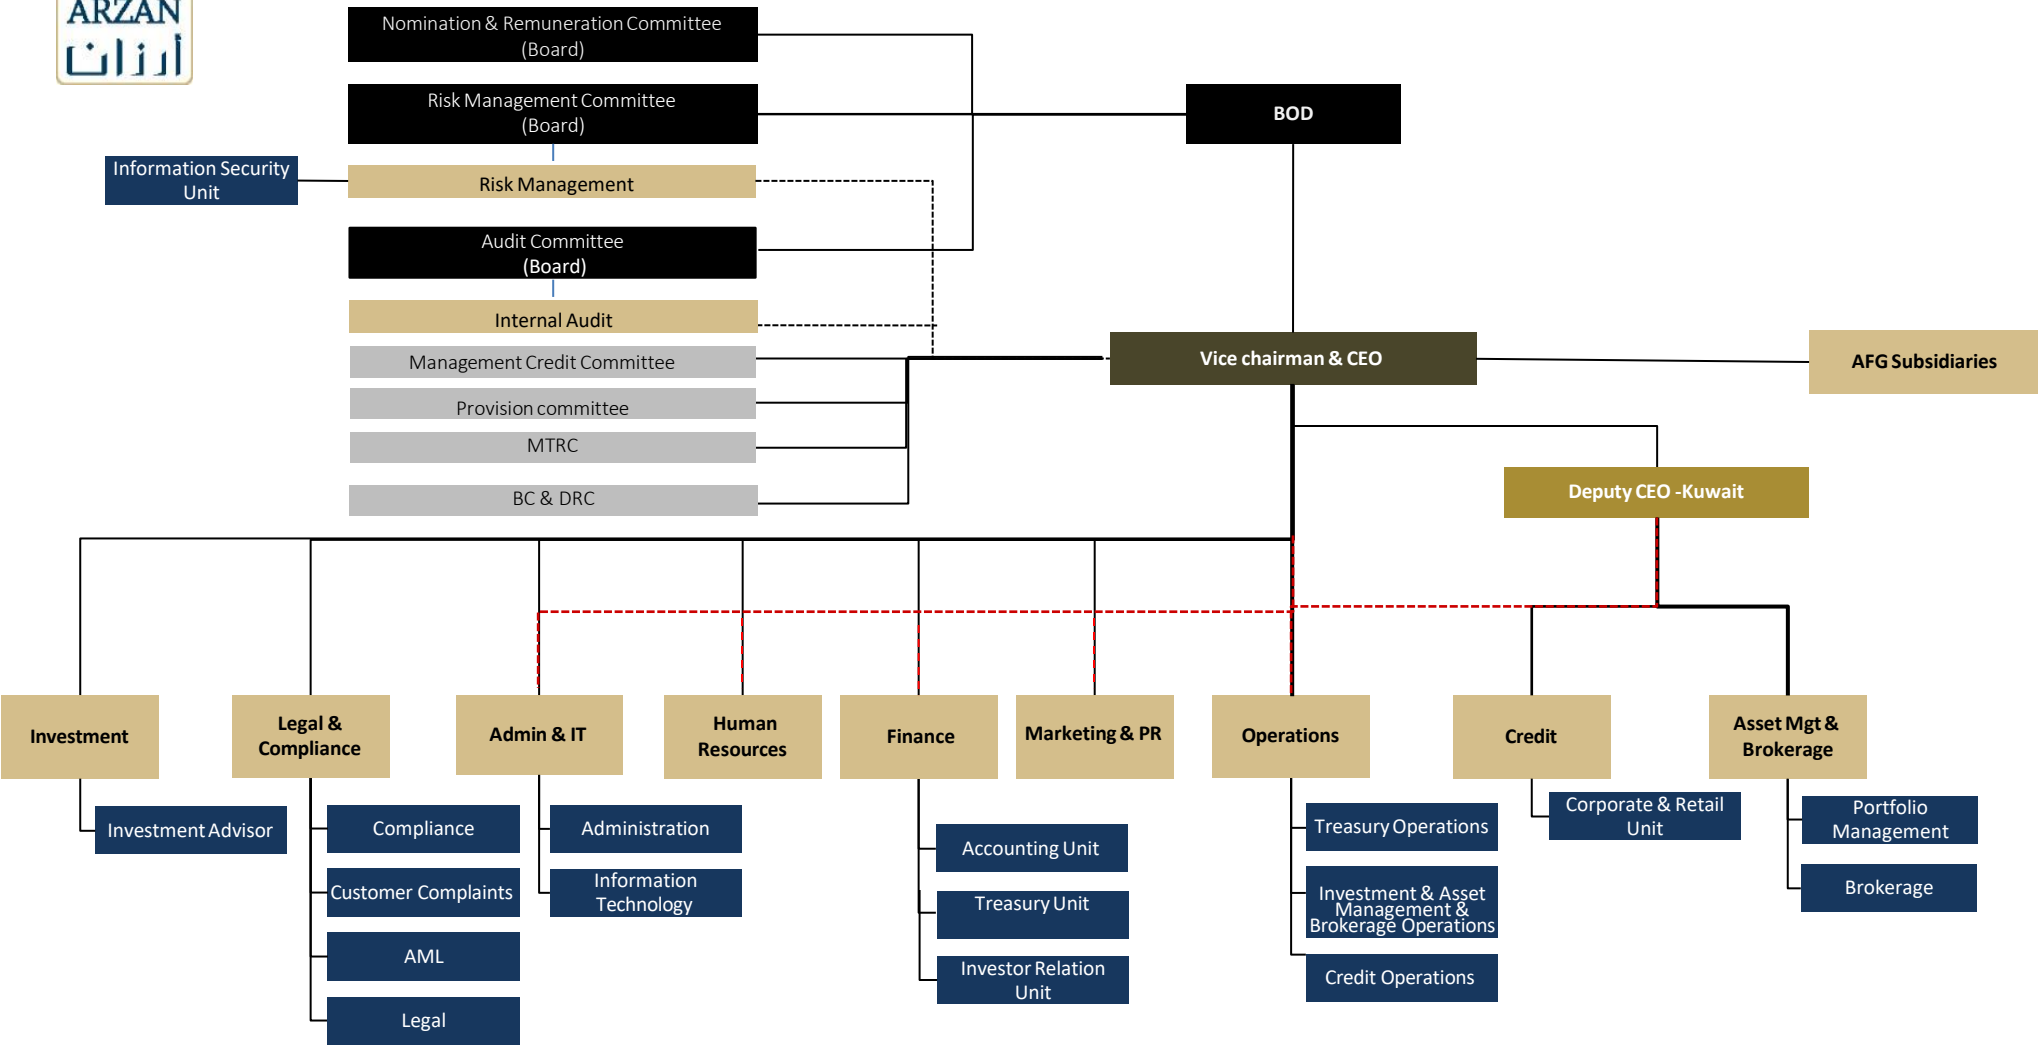 ARZAN
أرزان
Nomination & Remuneration Committee
(Board)
Risk Management Committee
(Board)
BOD
Information Security
Unit
Risk Management
Audit Committee
(Board)
Internal Audit
Management Credit Committee
Vice chairman & CEO
AFG Subsidiaries
Provision committee
MTRC
BC & DRC
Deputy CEO -Kuwait
Investment
Legal &
Compliance
Admin & IT
Human
Resources
Finance
Marketing & PR
Operations
Credit
Asset Mgt &
Brokerage
Investment Advisor
Compliance
Customer Complaints
AML
Legal
Administration
Information
Technology
Accounting Unit
Treasury Unit
Investor Relation
Unit
Treasury Operations
Investment & Asset
Management &
Brokerage Operations
Credit Operations
Corporate & Retail
Unit
Portfolio
Management
Brokerage